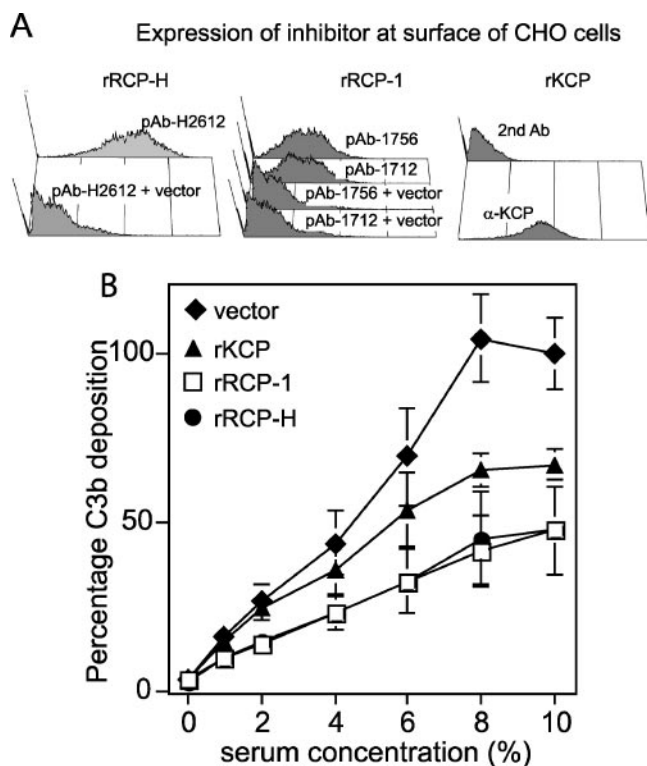 A
Expression of inhibitor at surface of CHO cells
rRCP-H
rRCP-1
rKCP
pAb-H2612
pAb-H2612 + vector
pAb-1756
pAb-1712
pAb-1756 + vector
pAb-1712 + vector
2nd Ab
α-KCP
B
vector
rKCP
rRCP-1
rRCP-H
Percentage C3b deposition
100
50
0
0 2 4 6 8 10
serum concentration (%)